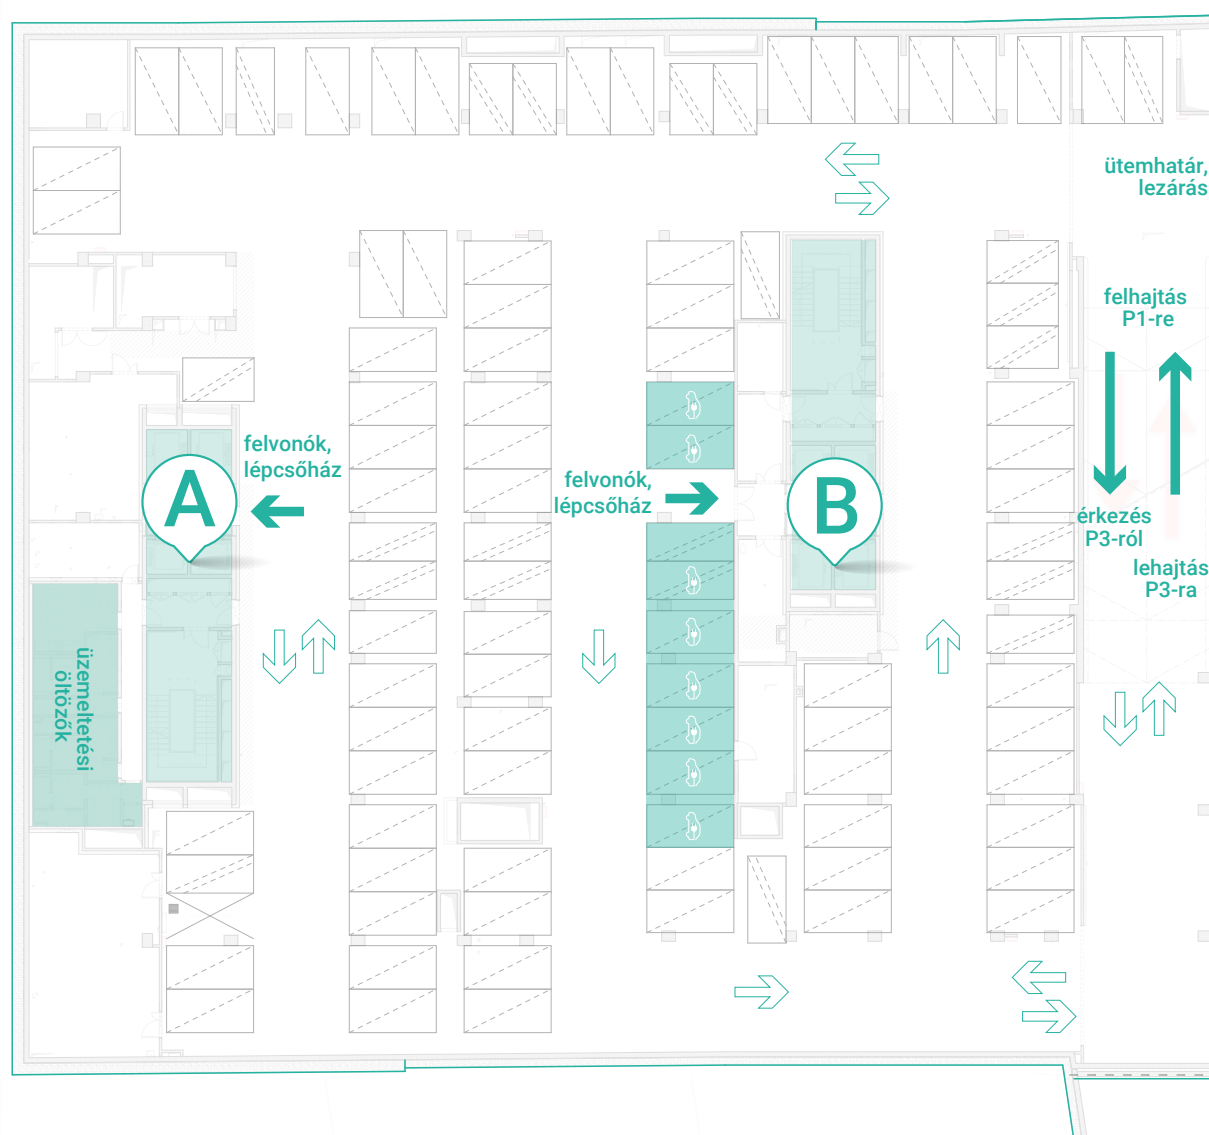 ütemhatár,
lezárás
felhajtás
P1-re
felvonók,
lépcsőház
A
felvonók,
lépcsőház
B
érkezés
P3-ról
lehajtás
P3-ra
üzemeltetési
öltözők